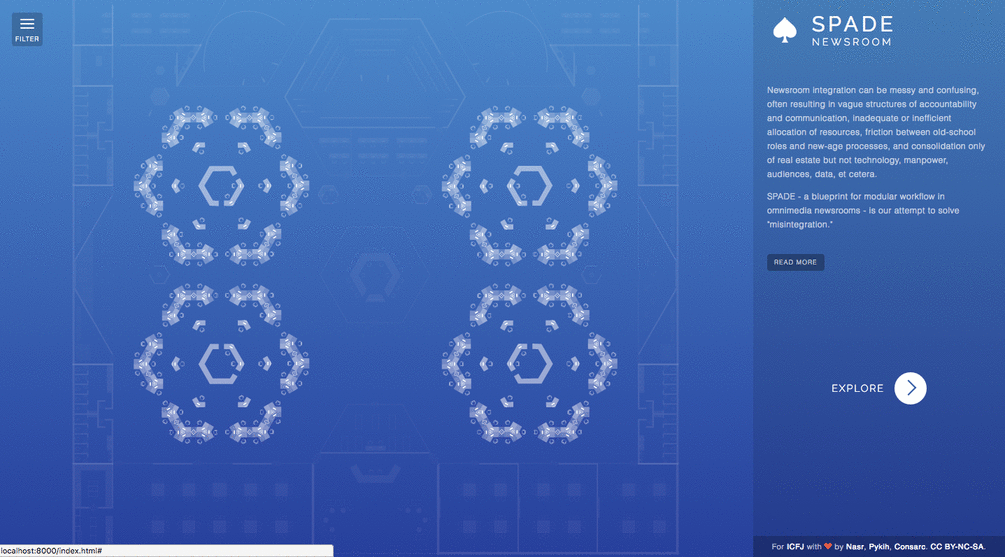 FILTER
SPADE
NEWSROOM
Newsroom integration can be messy and confusing,
often resulting in vague structures of accountability
and communication, inadequate or inefficient
allocation of resources, friction between old-school
roles and new-age processes, and consolidation only
of real estate but not technology, manpower,
audiences, data, et cetera.
SPADE - a blueprint for modular workflow in
omnimedia newsrooms - is our attempt to solve
"misintegration."
READ MORE
EXPLORE
For ICFJ with ❤ by Nasr, Pykih, Consarc. CC BY-NC-SA.
localhost:8000/index.html#